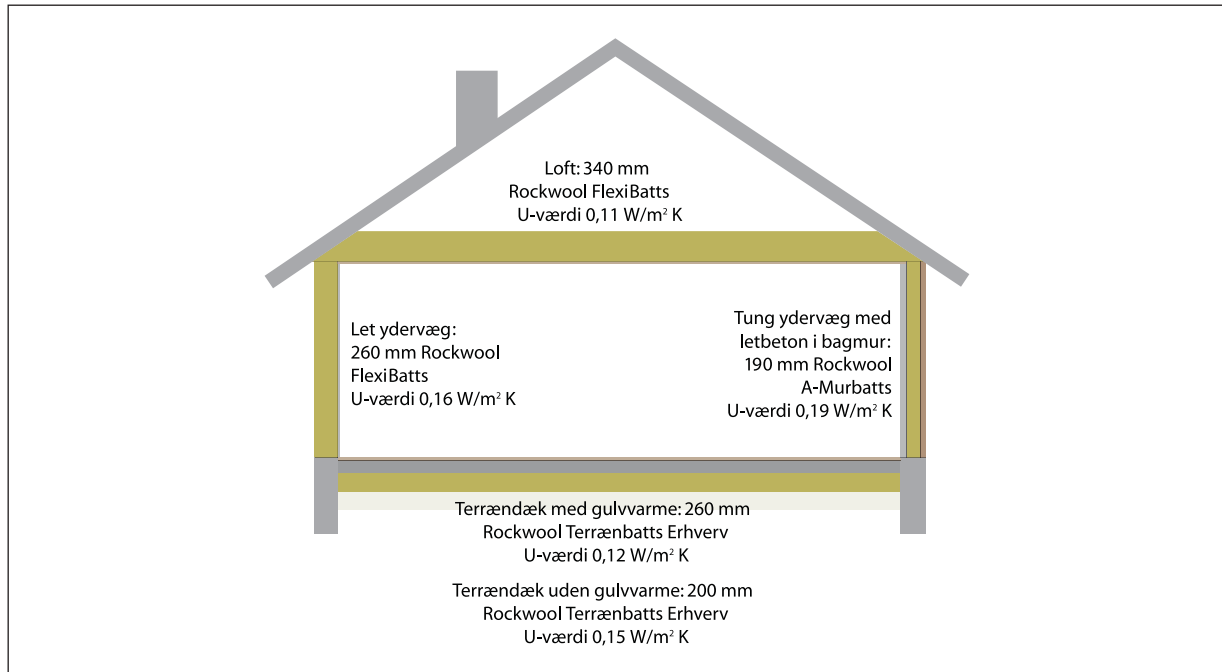 Loft: 340 mm
Rockwool FlexiBatts
U-værdi 0,11 W/m² K
Let ydervæg:
260 mm Rockwool
FlexiBatts
U-værdi 0,16 W/m² K
Tung ydervæg med
letbeton i bagmur:
190 mm Rockwool
A-Murbatts
U-værdi 0,19 W/m² K
Terrændæk med gulvvarme: 260 mm
Rockwool Terrænbatts Erhverv
U-værdi 0,12 W/m² K
Terrændæk uden gulvvarme: 200 mm
Rockwool Terrænbatts Erhverv
U-værdi 0,15 W/m² K